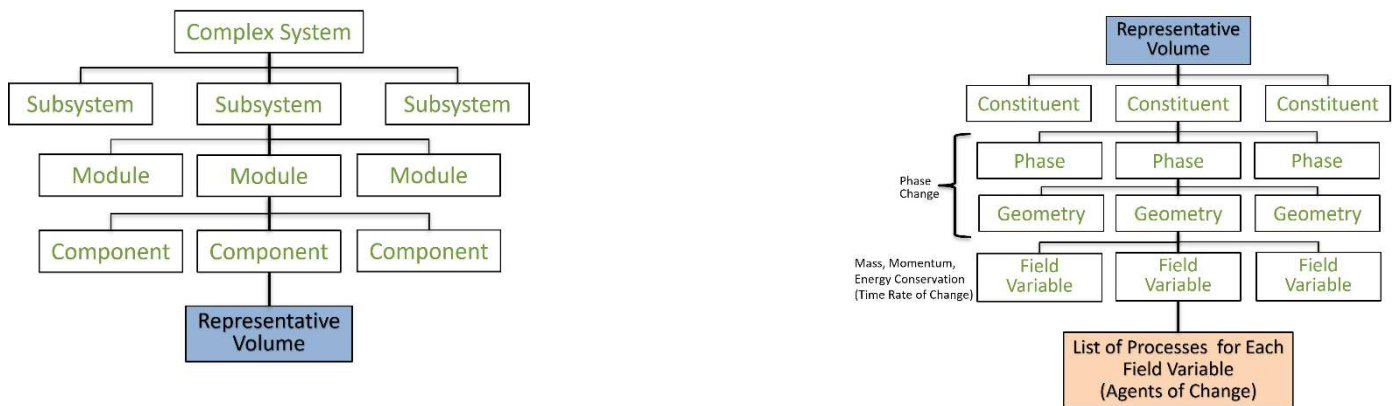 Complex System
Subsystem
Subsystem
Subsystem
Module
Module
Module
Component
Component
Component
Representative
Volume
Representative
Volume
Constituent
Constituent
Constituent
Phase
Change
Phase
Phase
Phase
Geometry
Geometry
Geometry
Mass, Momentum,
Energy Conservation
(Time Rate of Change)
Field
Variable
Field
Variable
Field
Variable
List of Processes for Each
Field Variable
(Agents of Change)